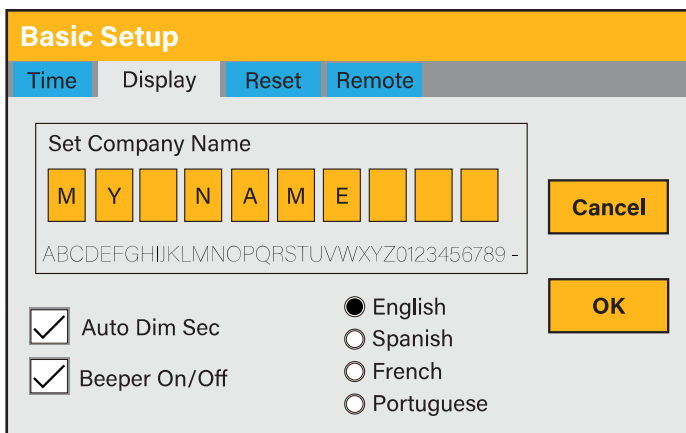 Basic Setup
Time Display Reset Remote
Set Company Name
M Y N A M E
ABCDEFGHIJKLMNOPQRSTUVWXYZ0123456789 -
Cancel
OK
Auto Dim Sec
Beeper On/Off
English
Spanish
French
Portuguese